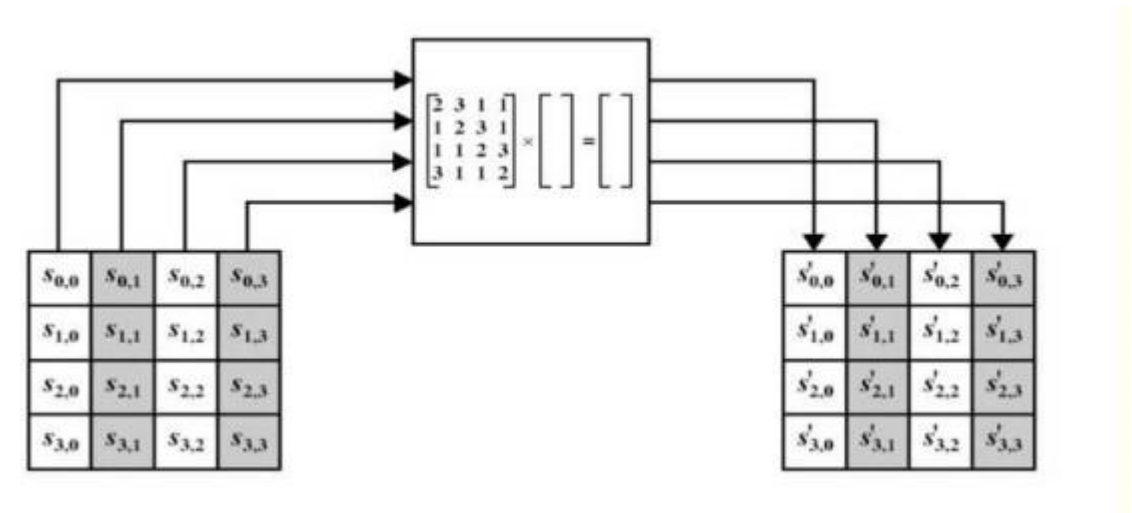 2 3 1 1
1 2 3 1
1 1 2 3
3 1 1 2
× =
s0,0 s0,1 s0,2 s0,3
s1,0 s1,1 s1,2 s1,3
s2,0 s2,1 s2,2 s2,3
s3,0 s3,1 s3,2 s3,3
s'0,0 s'0,1 s'0,2 s'0,3
s'1,0 s'1,1 s'1,2 s'1,3
s'2,0 s'2,1 s'2,2 s'2,3
s'3,0 s'3,1 s'3,2 s'3,3